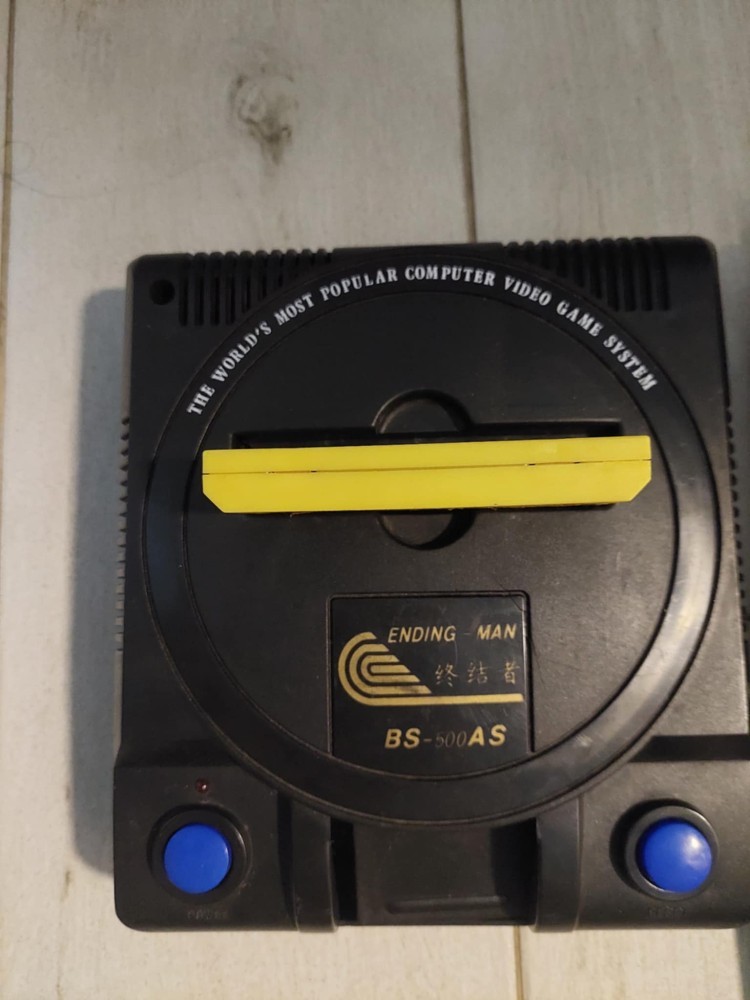 THE WORLD'S MOST POPULAR COMPUTER VIDEO GAME SYSTEM
ENDING MAN
终结者
BS-500AS